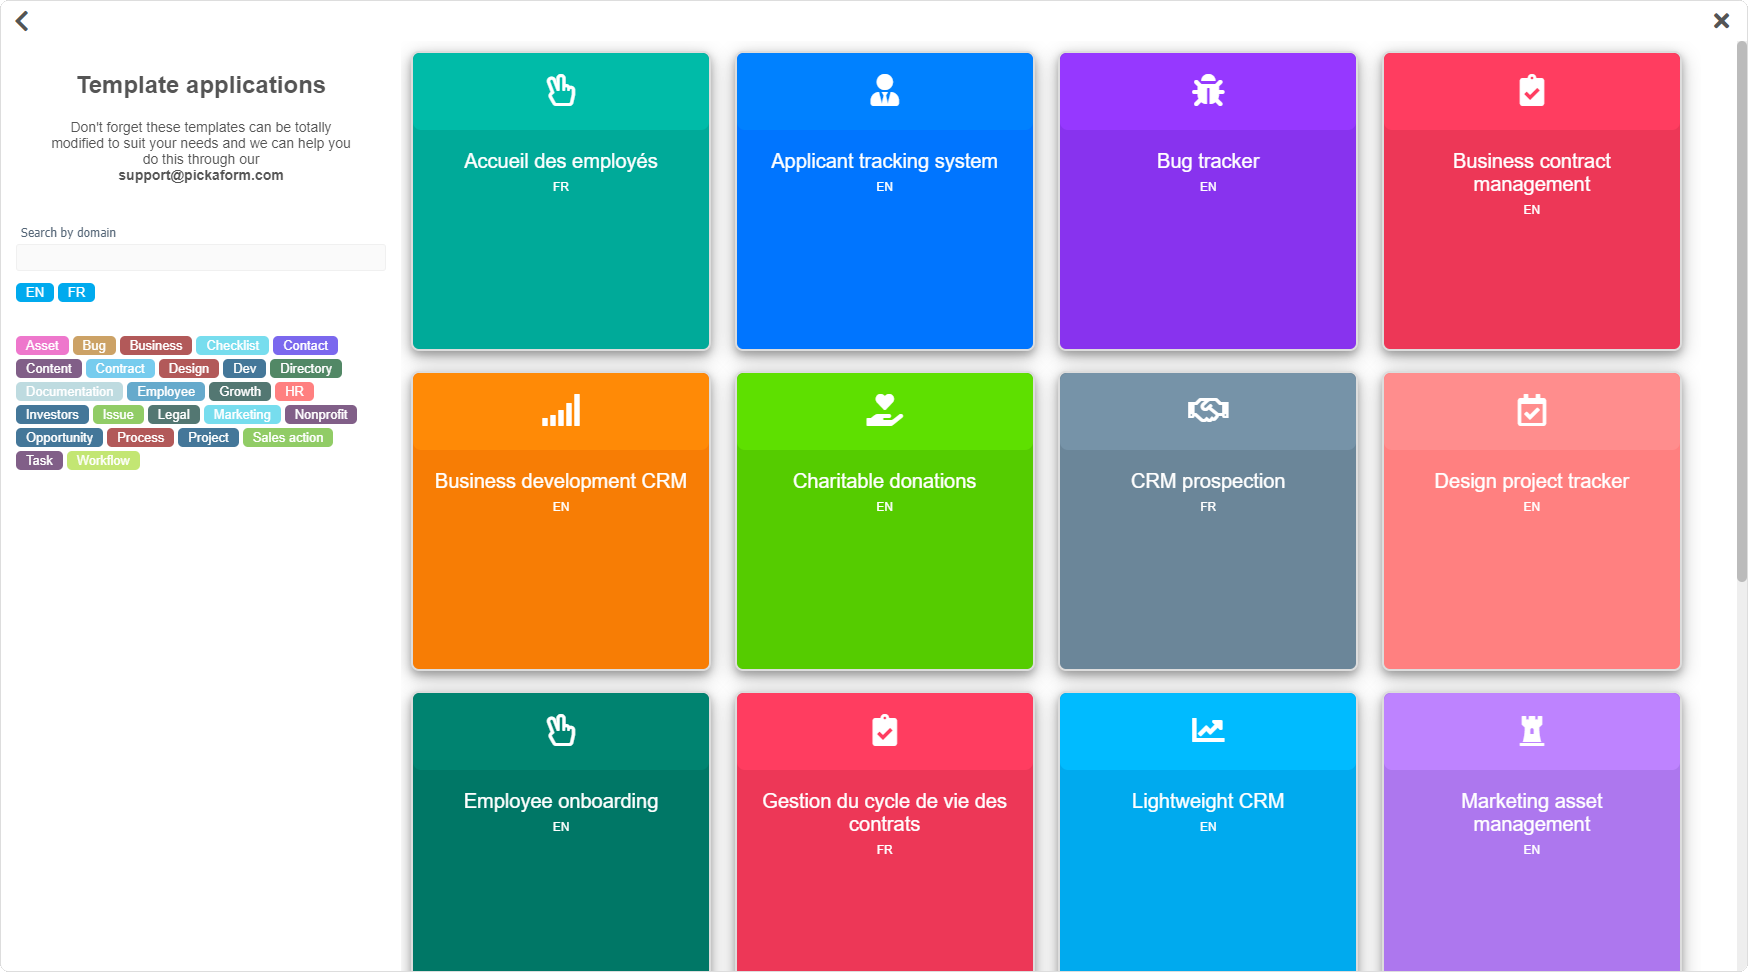 Template applications
Don't forget these templates can be totally
modified to suit your needs and we can help you
do this through our
support@pickaform.com
Search by domain
EN FR
Asset Bug Business Checklist Contact
Content Contract Design Dev Directory
Documentation Employee Growth HR
Investors Issue Legal Marketing Nonprofit
Opportunity Process Project Sales action
Task Workflow
Accueil des employés
FR
Applicant tracking system
EN
Bug tracker
EN
Business contract
management
EN
Business development CRM
EN
Charitable donations
EN
CRM prospection
FR
Design project tracker
EN
Employee onboarding
EN
Gestion du cycle de vie des
contrats
FR
Lightweight CRM
EN
Marketing asset
management
EN